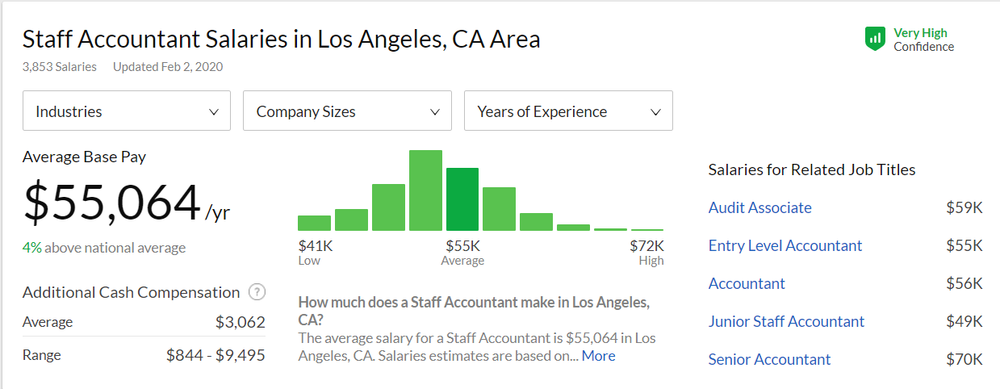 Staff Accountant Salaries in Los Angeles, CA Area
Very High
Confidence
3,853 Salaries Updated Feb 2, 2020
Industries
Company Sizes
Years of Experience
Average Base Pay
$55,064 /yr
4% above national average
Additional Cash Compensation ?
Average $3,062
Range $844 - $9,495
$41K $55K $72K
Low Average High
How much does a Staff Accountant make in Los Angeles,
CA?
The average salary for a Staff Accountant is $55,064 in Los
Angeles, CA. Salaries estimates are based on... More
Salaries for Related Job Titles
Audit Associate $59K
Entry Level Accountant $55K
Accountant $56K
Junior Staff Accountant $49K
Senior Accountant $70K